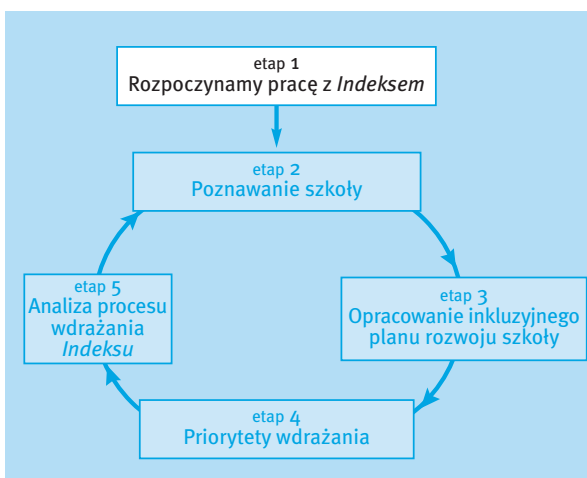 etap 1
Rozpoczynamy pracę z Indeksem
etap 2
Poznawanie szkoły
etap 3
Opracowanie inkluzyjnego
planu rozwoju szkoły
etap 4
Priorytety wdrażania
etap 5
Analiza procesu
wdrażania
Indeksu